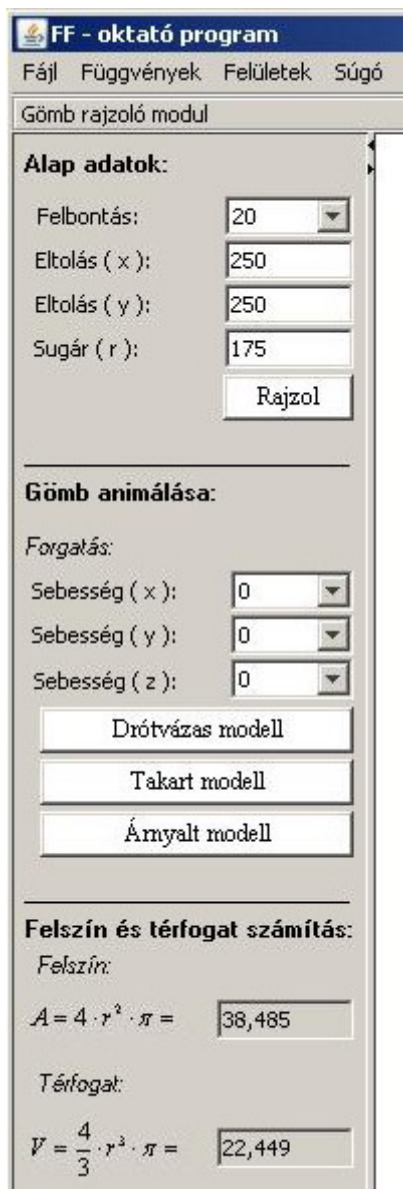 FF - oktató program
Fájl Függvények Felületek Súgó
Gömb rajzoló modul
Alap adatok:
Felbontás: 20
Eltolás ( x ): 250
Eltolás ( y ): 250
Sugár ( r ): 175
Rajzol
Gömb animálása:
Forgatás:
Sebesség ( x ): 0
Sebesség ( y ): 0
Sebesség ( z ): 0
Drótvázas modell
Takart modell
Árnyalt modell
Felszín és térfogat számítás:
Felszín:
A = 4 · r² · π = 38,485
Térfogat:
V = 4/3 · r³ · π = 22,449